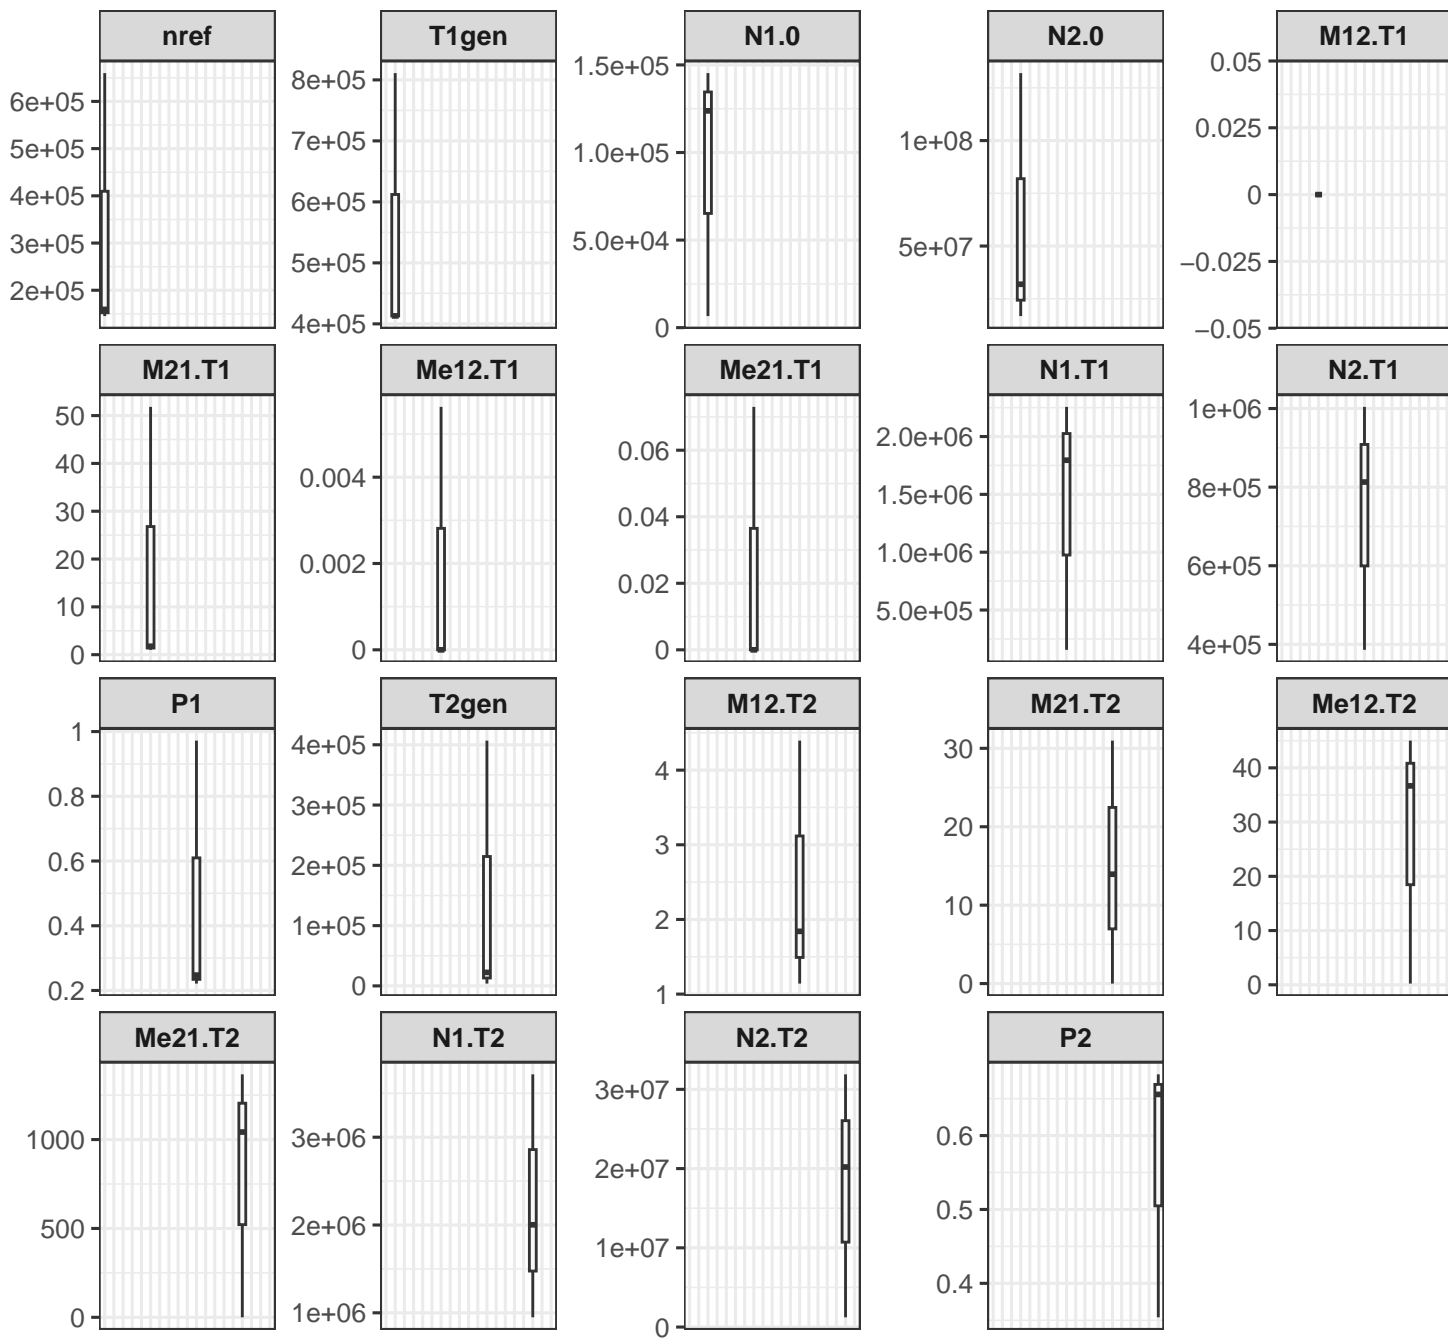 nref
T1gen
N1.0
N2.0
M12.T1
6e+05
5e+05
4e+05
3e+05
2e+05
8e+05
7e+05
6e+05
5e+05
4e+05
1.5e+05
1.0e+05
5.0e+04
0
1e+08
5e+07
0.05
0.025
0
−0.025
−0.05
M21.T1
Me12.T1
Me21.T1
N1.T1
N2.T1
50
40
30
20
10
0
0.004
0.002
0
0.06
0.04
0.02
0
2.0e+06
1.5e+06
1.0e+06
5.0e+05
1e+06
8e+05
6e+05
4e+05
P1
T2gen
M12.T2
M21.T2
Me12.T2
1
0.8
0.6
0.4
0.2
4e+05
3e+05
2e+05
1e+05
0
4
3
2
1
30
20
10
0
40
30
20
10
0
Me21.T2
N1.T2
N2.T2
P2
1000
500
0
3e+06
2e+06
1e+06
3e+07
2e+07
1e+07
0
0.6
0.5
0.4